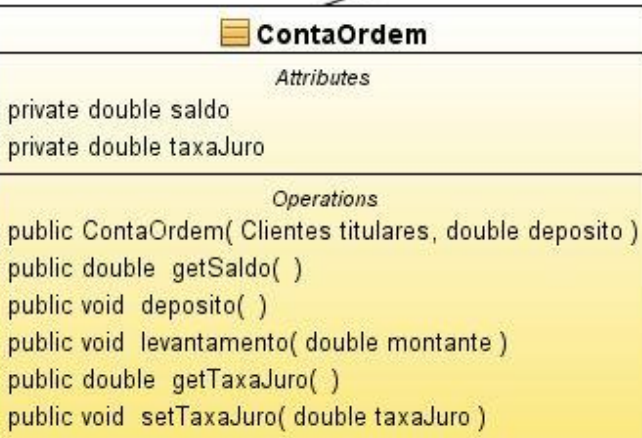 ContaOrdem
Attributes
private double saldo
private double taxaJuro
Operations
public ContaOrdem( Clientes titulares, double deposito )
public double getSaldo( )
public void deposito( )
public void levantamento( double montante )
public double getTaxaJuro( )
public void setTaxaJuro( double taxaJuro )